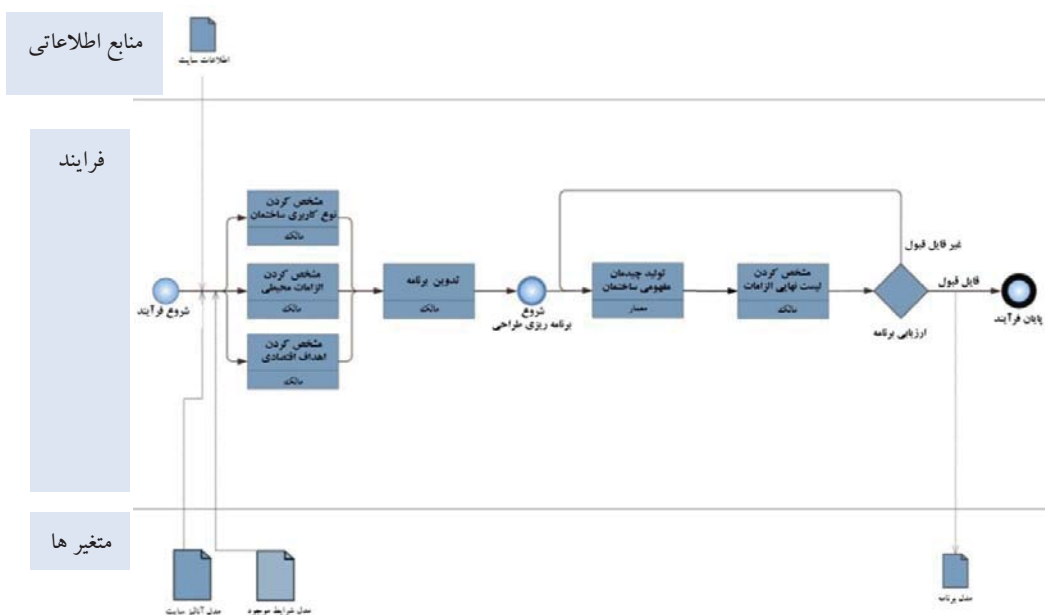 منابع اطلاعاتی
اطلاعات سایت
فرایند
شروع فرآیند
مشخص کردن
نوع کاربری ساختمان
مالک
مشخص کردن
الزامات محیطی
مالک
مشخص کردن
اهداف اقتصادی
مالک
تدوین برنامه
مالک
شروع
برنامه ریزی طراحی
تولید چیدمان
مفهومی ساختمان
معمار
مشخص کردن
لیست نهایی الزامات
مالک
ارزیابی برنامه
غیر قابل قبول
قابل قبول
پایان فرآیند
متغیر ها
مدل آنالیز سایت
مدل شرایط موجود
مدل برنامه